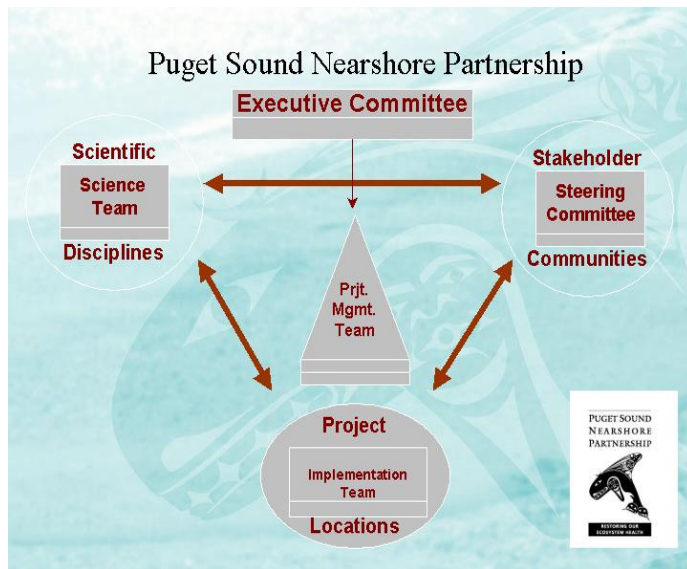 Puget Sound Nearshore Partnership
Executive Committee
Scientific
Science
Team
Disciplines
Stakeholder
Steering
Committee
Communities
Prjt.
Mgmt.
Team
Project
Implementation
Team
Locations
PUGET SOUND
NEARSHORE
PARTNERSHIP
RESTORING OUR
ECOSYSTEM HEALTH